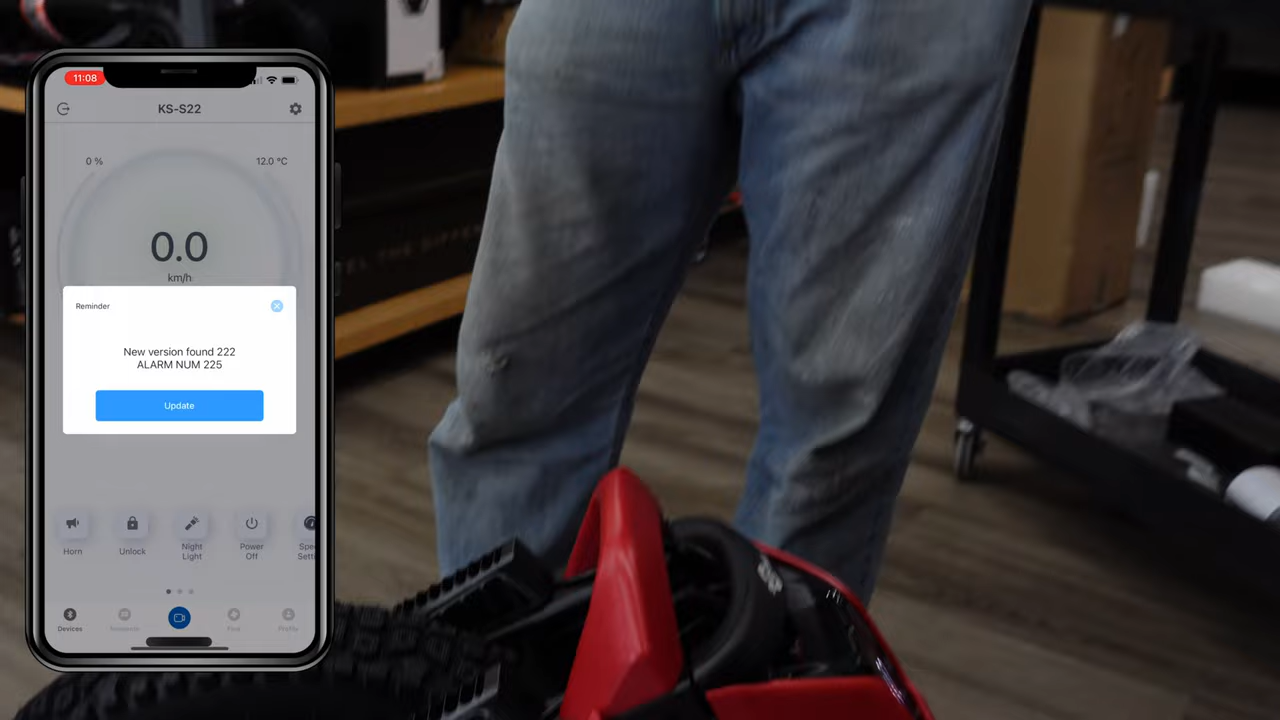 11:08
KS-S22
0 %
12.0 °C
0.0
km/h
Reminder
New version found 222
ALARM NUM 225
Update
Horn
Unlock
Night
Light
Power
Off
Devices
Profile